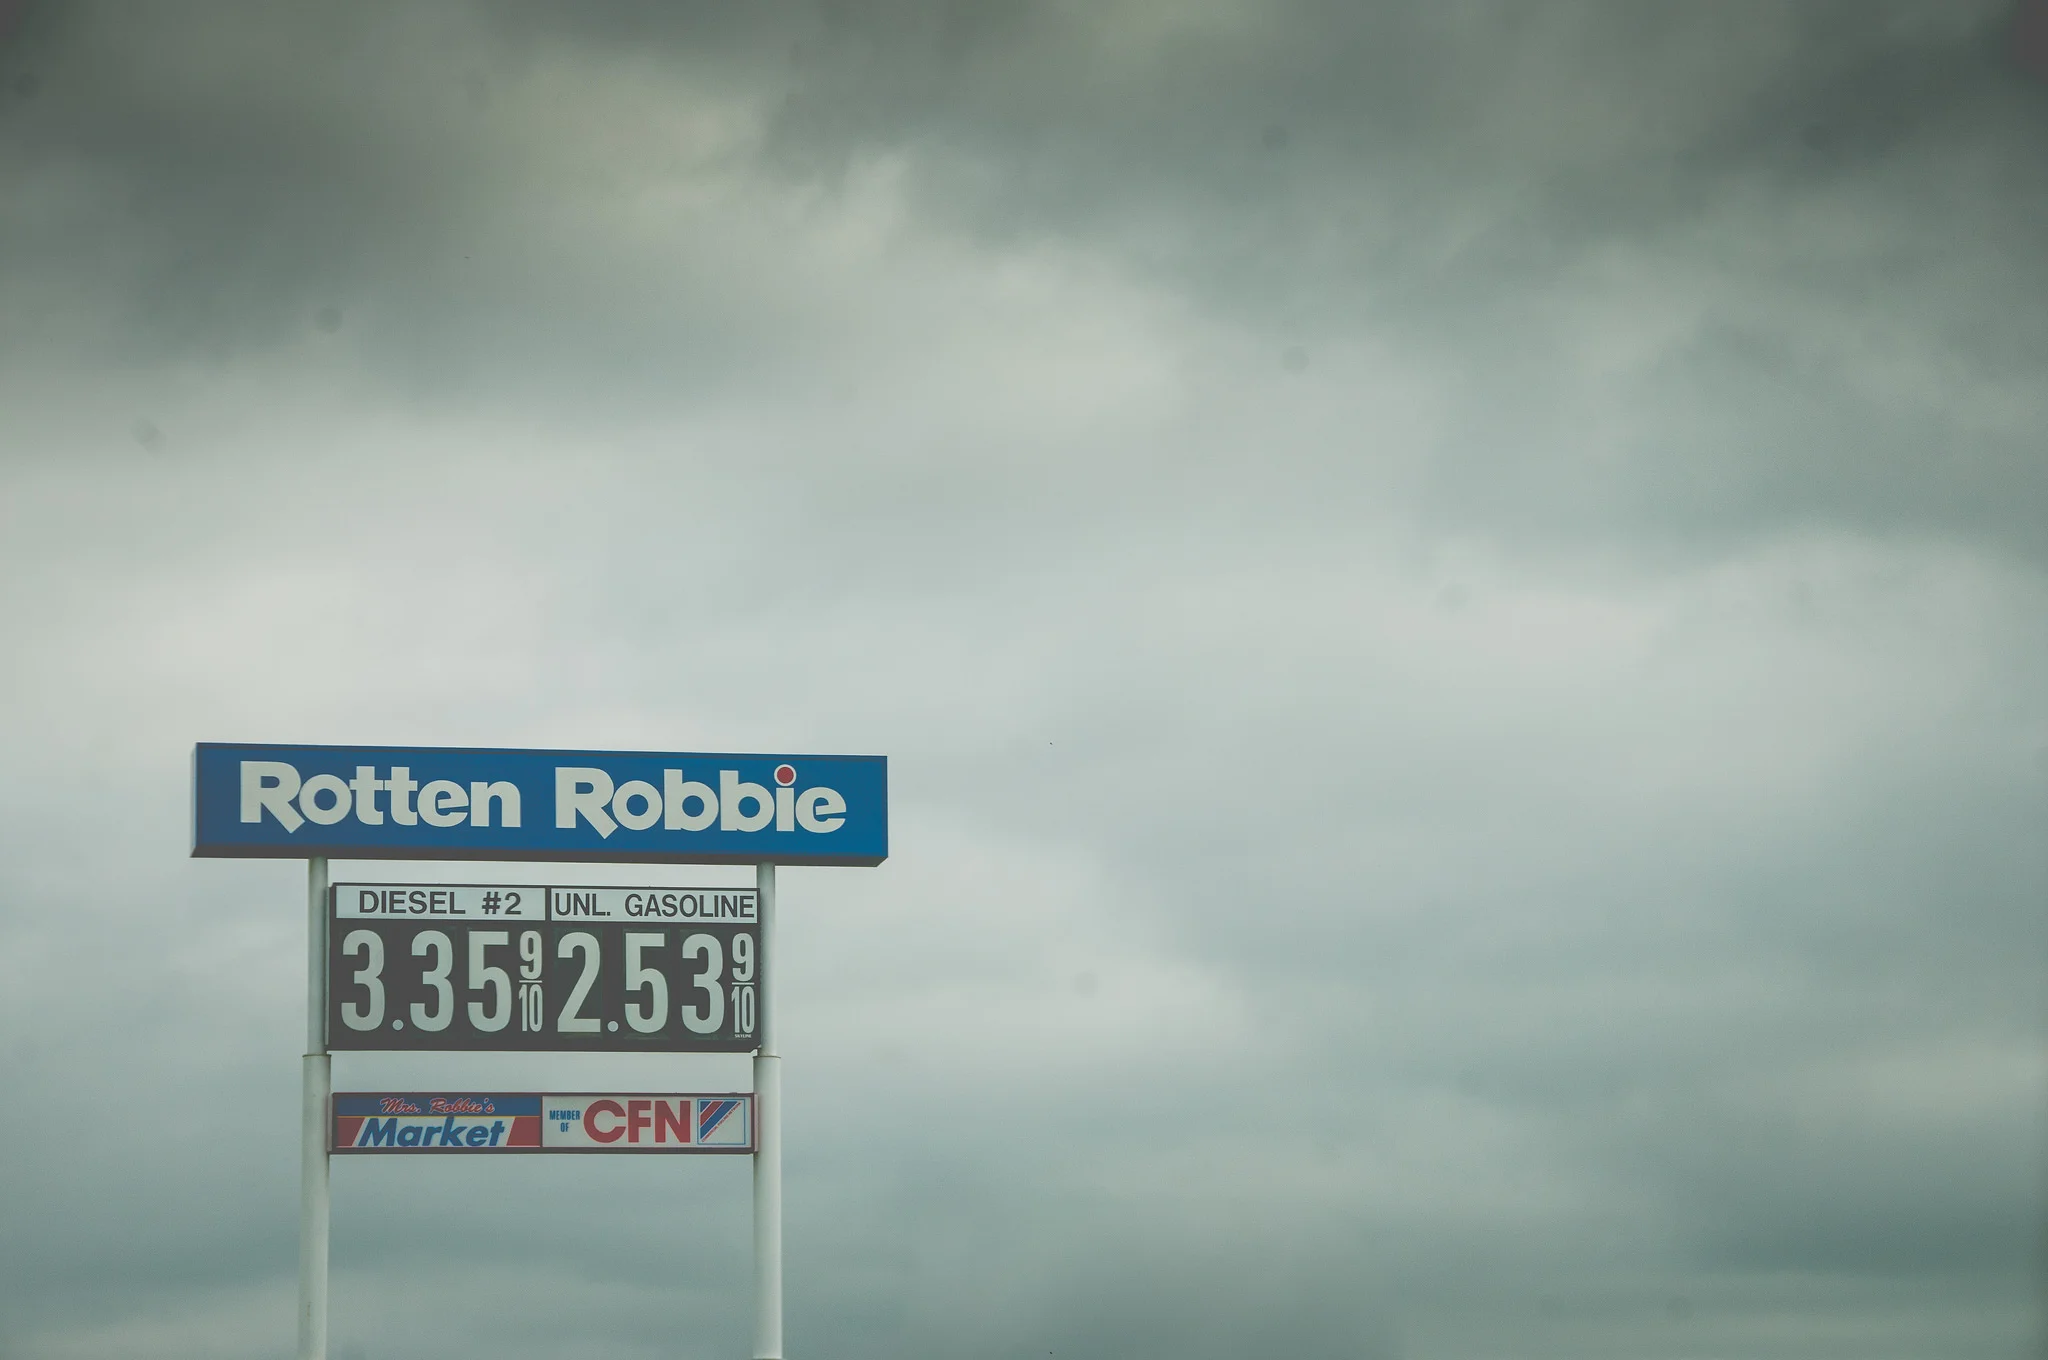 Rotten Robbie
DIESEL #2 UNL. GASOLINE
3.35 9/10 2.53 9/10
Mrs. Robbie's
Market
MEMBER
OF
CFN